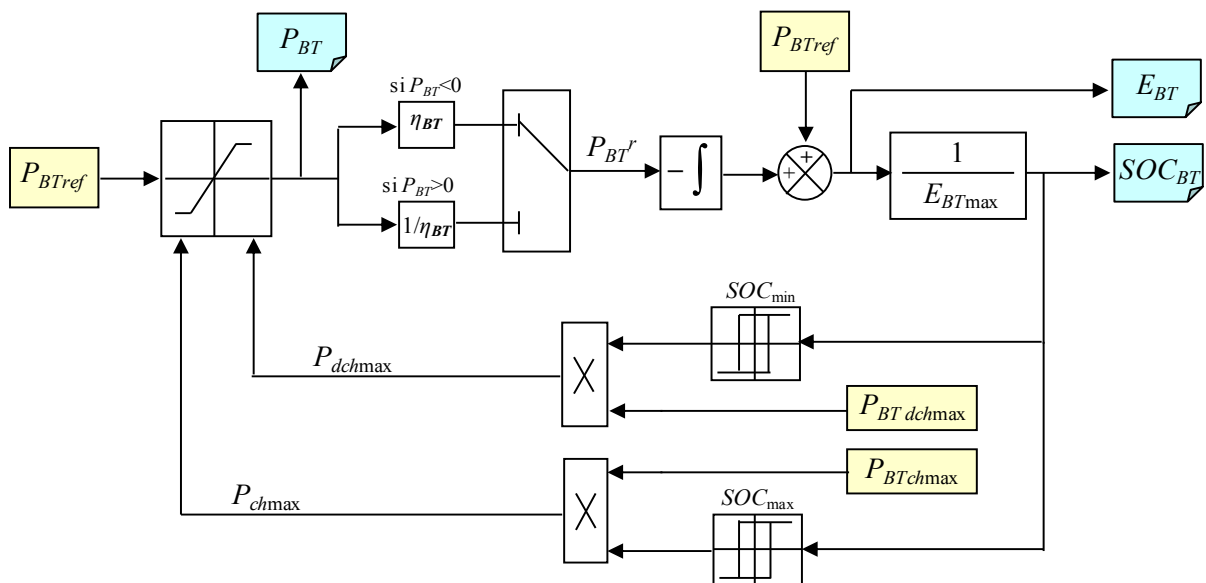 P_BT
P_BTref
E_BT
si P_BT<0
η_BT
P_BTref
P_BT^r
− ∫
+
+
1
E_BTmax
SOC_BT
si P_BT>0
1/η_BT
SOC_min
P_dchmax
X
P_BT dchmax
P_BTchmax
P_chmax
X
SOC_max